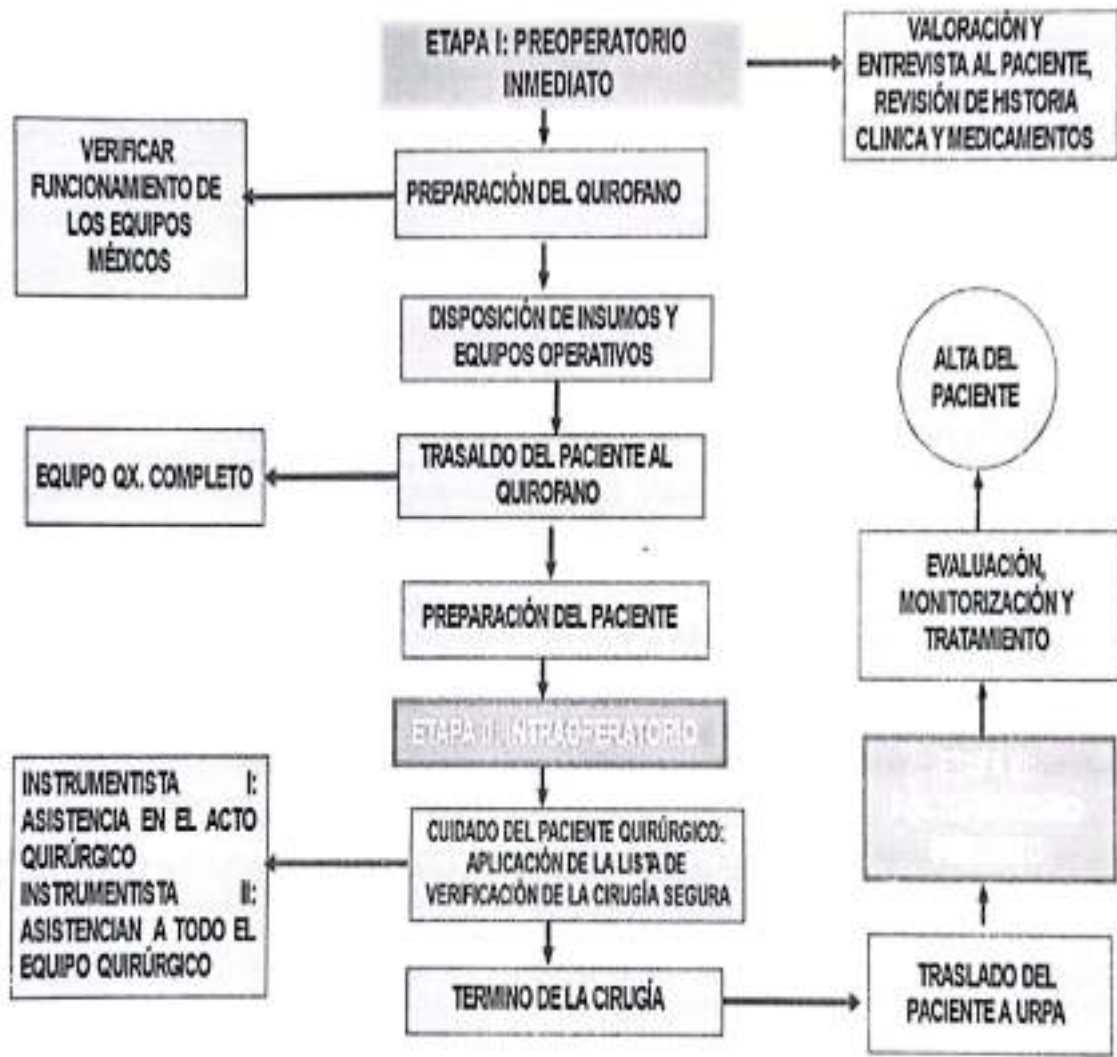 ETAPA I: PREOPERATORIO
INMEDIATO
VALORACIÓN Y
ENTREVISTA AL PACIENTE,
REVISIÓN DE HISTORIA
CLINICA Y MEDICAMENTOS
VERIFICAR
FUNCIONAMIENTO DE
LOS EQUIPOS
MÉDICOS
PREPARACIÓN DEL QUIROFANO
DISPOSICIÓN DE INSUMOS Y
EQUIPOS OPERATIVOS
EQUIPO QX. COMPLETO
TRASALDO DEL PACIENTE AL
QUIROFANO
PREPARACIÓN DEL PACIENTE
ETAPA II: INTRAOPERATORIO
CUIDADO DEL PACIENTE QUIRÚRGICO:
APLICACIÓN DE LA LISTA DE
VERIFICACIÓN DE LA CIRUGÍA SEGURA
INSTRUMENTISTA I:
ASISTENCIA EN EL ACTO
QUIRÚRGICO
INSTRUMENTISTA II:
ASISTENCIAN A TODO EL
EQUIPO QUIRÚRGICO
TERMINO DE LA CIRUGÍA
TRASLADO DEL
PACIENTE A URPA
EVALUACIÓN,
MONITORIZACIÓN Y
TRATAMIENTO
ALTA DEL
PACIENTE